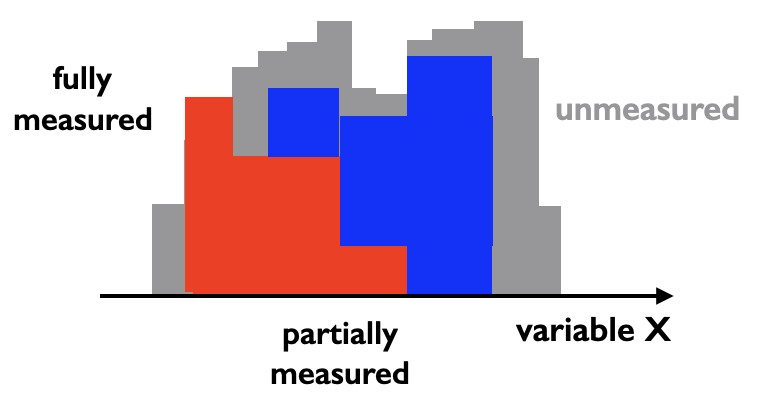 fully
measured
unmeasured
partially
measured
variable X